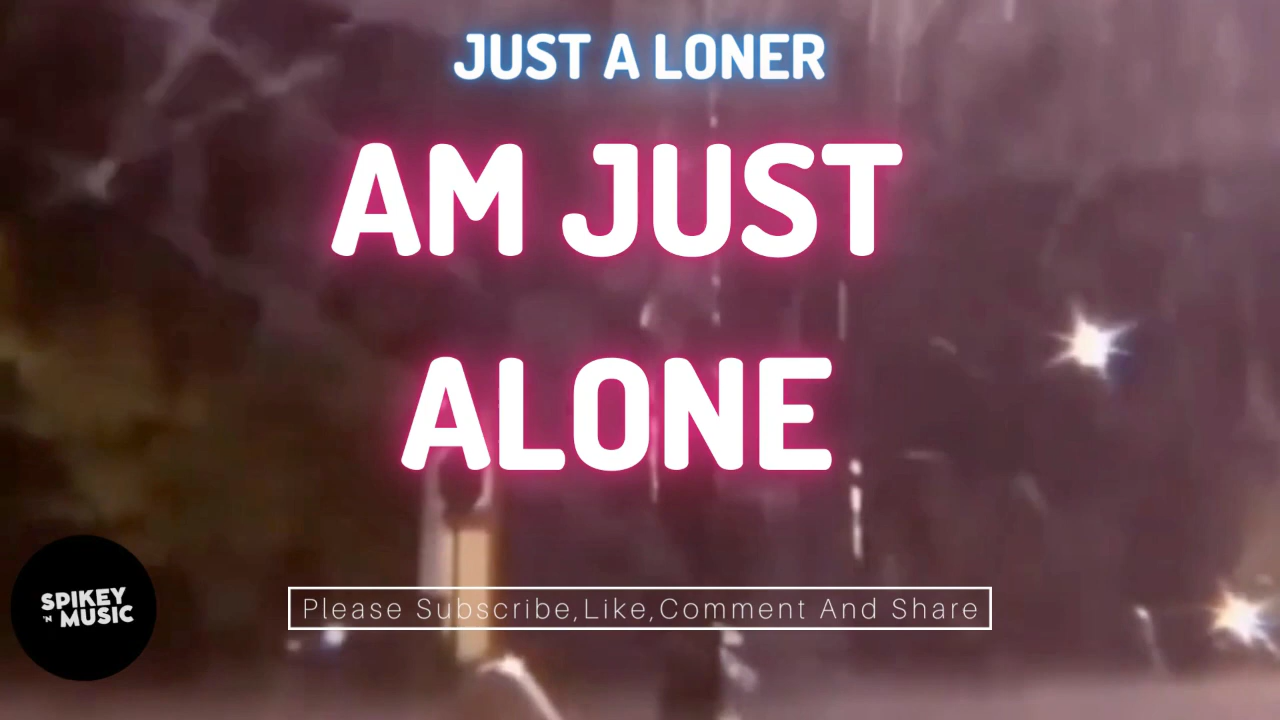 JUST A LONER
AM JUST
ALONE
Please Subscribe,Like,Comment And Share
SPIKEY
'N MUSIC